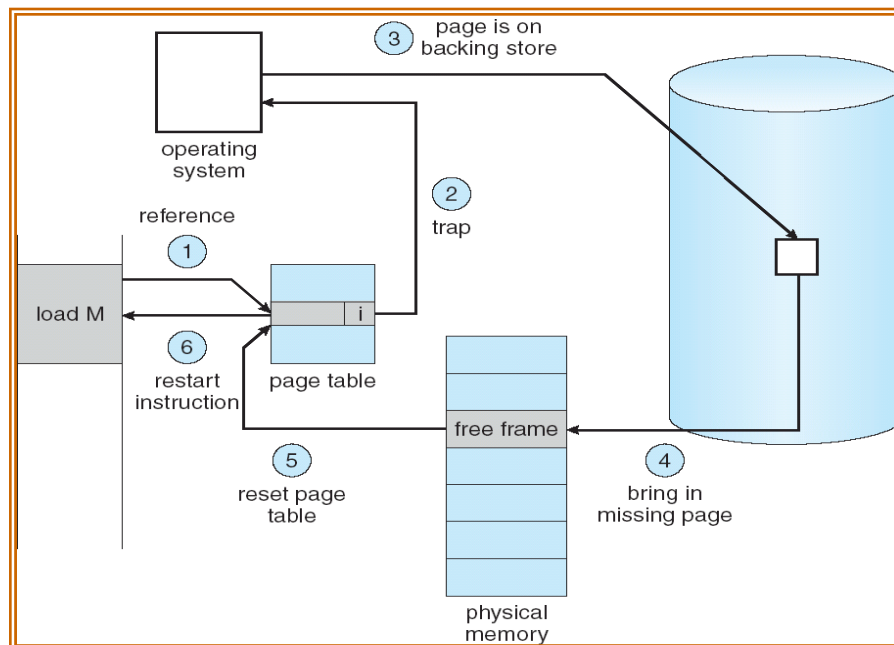 3
page is on
backing store
operating
system
2
trap
reference
1
load M
i
6
restart
instruction
page table
free frame
5
reset page
table
4
bring in
missing page
physical
memory